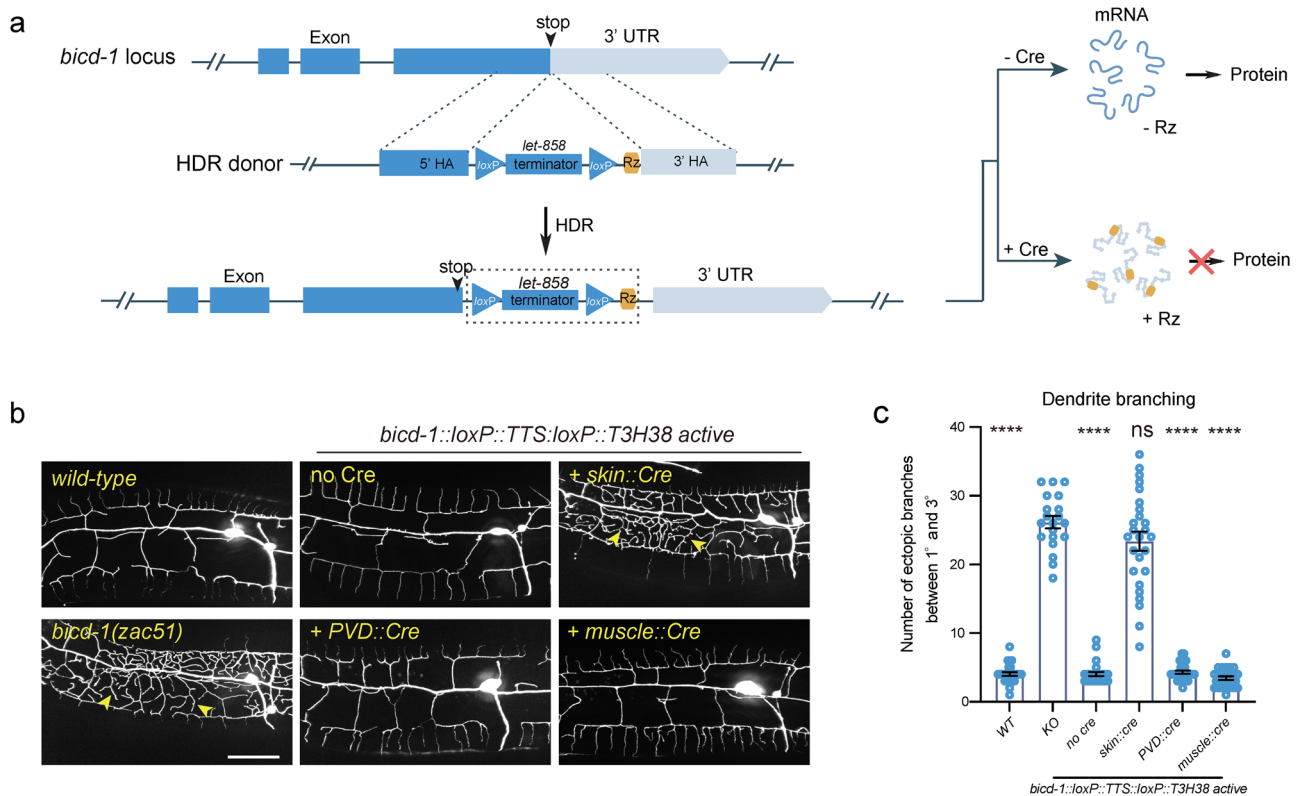 a
bicd-1 locus
Exon
stop
3' UTR
HDR donor
5' HA
loxP
let-858
terminator
loxP
Rz
3' HA
HDR
Exon
stop
loxP
let-858
terminator
loxP
Rz
3' UTR
mRNA
- Cre
Protein
- Rz
+ Cre
Protein
+ Rz
b
bicd-1::loxP::TTS:loxP::T3H38 active
wild-type
no Cre
+ skin::Cre
bicd-1(zac51)
+ PVD::Cre
+ muscle::Cre
c
Dendrite branching
Number of ectopic branches
between 1° and 3°
40
30
20
10
0
****
****
ns
****
****
WT
KO
no cre
skin::cre
PVD::cre
muscle::cre
bicd-1::loxP::TTS::loxP::T3H38 active